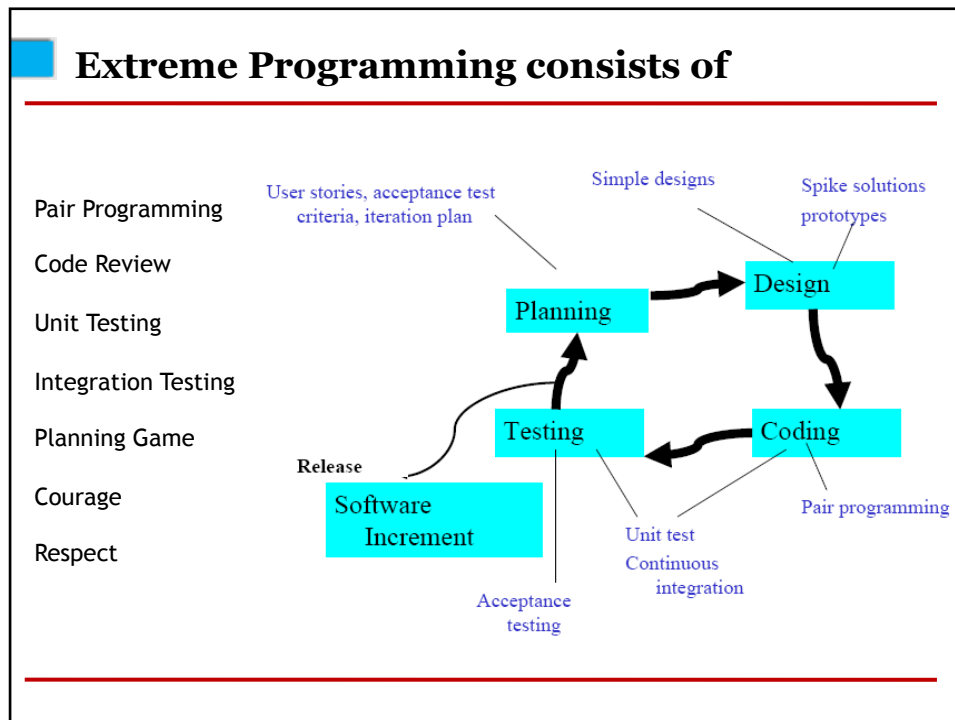 Extreme Programming consists of
Pair Programming
Code Review
Unit Testing
Integration Testing
Planning Game
Courage
Respect
User stories, acceptance test
criteria, iteration plan
Simple designs
Spike solutions
prototypes
Planning
Design
Testing
Coding
Release
Software
Increment
Pair programming
Unit test
Continuous
integration
Acceptance
testing